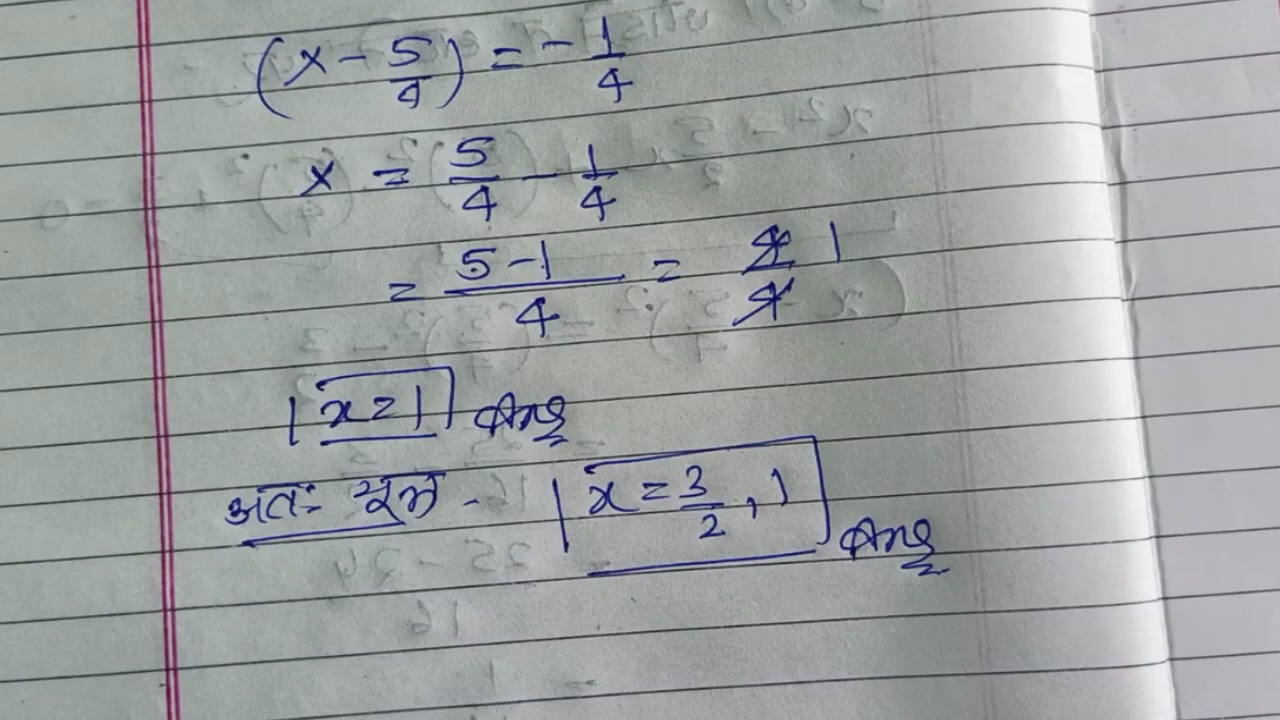 (x - 5/4) = - 1/4
x = 5/4 - 1/4
= 5-1/4 = 4/4 1
x=1 Ans
अतः मूल - x = 3/2, 1 Ans